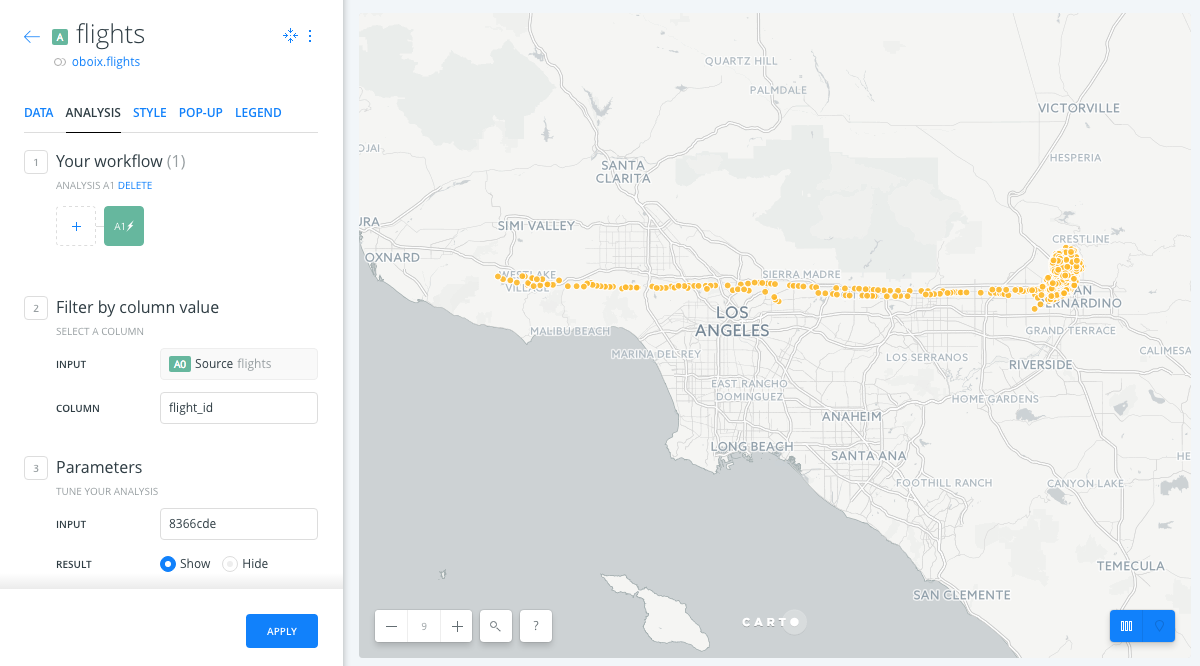 A flights
oboix.flights
DATA ANALYSIS STYLE POP-UP LEGEND
1 Your workflow (1)
ANALYSIS A1 DELETE
+ A1
2 Filter by column value
SELECT A COLUMN
INPUT A0 Source flights
COLUMN flight_id
3 Parameters
TUNE YOUR ANALYSIS
INPUT 8366cde
RESULT Show Hide
APPLY
QUARTZ HILL
PALMDALE
VICTORVILLE
OJAI
HESPERIA
SANTA
CLARITA
URA
SIMI VALLEY
CRESTLINE
OXNARD
WESTLAKE
VILLAGE
SIERRA MADRE
SAN
BERNARDINO
LOS
ANGELES
MALIBU BEACH
GRAND TERRACE
MARINA DEL REY
LOS SERRANOS
CALIMESA
RIVERSIDE
EAST RANCHO
DOMINGUEZ
HOME GARDENS
ANAHEIM
LONG BEACH
SANTA ANA
HE
FOOTHILL RANCH
CANYON LAKE
TEMECULA
SAN CLEMENTE
− 9 + ?
CARTO